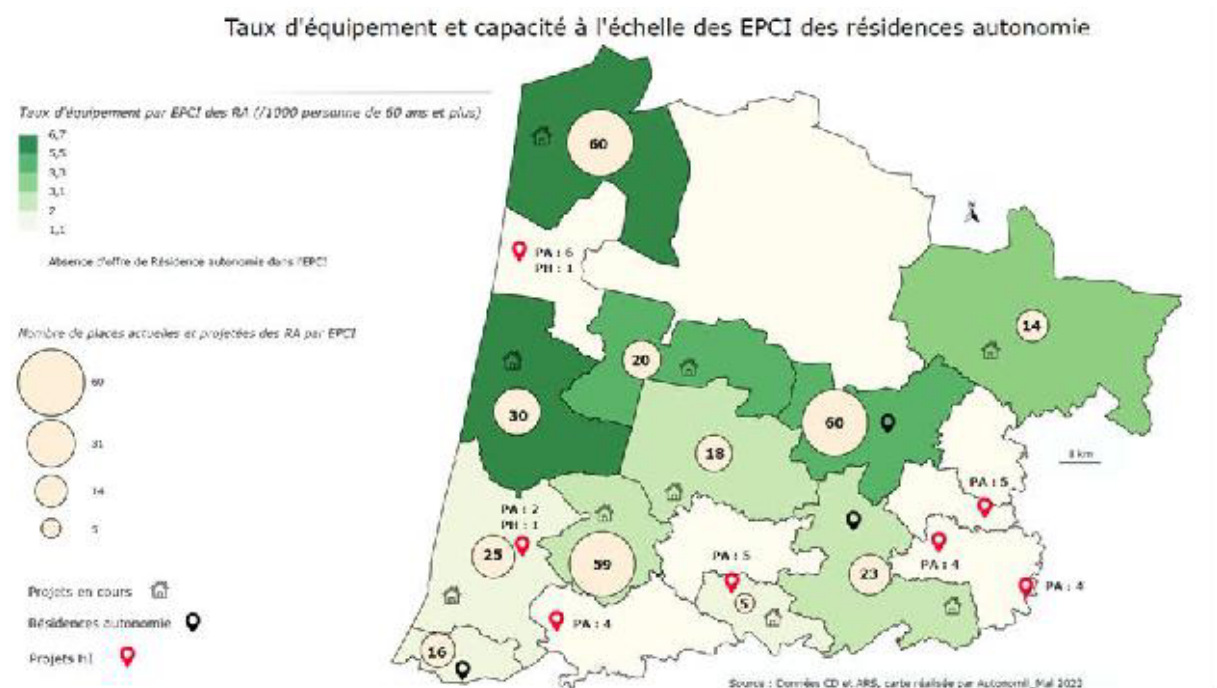 Taux d'équipement et capacité à l'échelle des EPCI des résidences autonomie
Taux d'équipement par EPCI des RA (/1000 personne de 60 ans et plus)
6,7
5,5
3,3
3,1
2
1,1
Absence d'offre de Résidence autonomie dans l'EPCI
Nombre de places actuelles et projetées des RA par EPCI
60
31
14
5
Projets en cours
Résidences autonomie
Projets HI
60
PA : 6
PH : 1
N
14
20
30
60
18
8 km
PA : 5
PA : 2
PH : 1
25
59
PA : 5
PA : 4
23
PA : 4
5
PA : 4
16
Source : Données CD et ARS, carte réalisée par Autonomil_Mai 2023